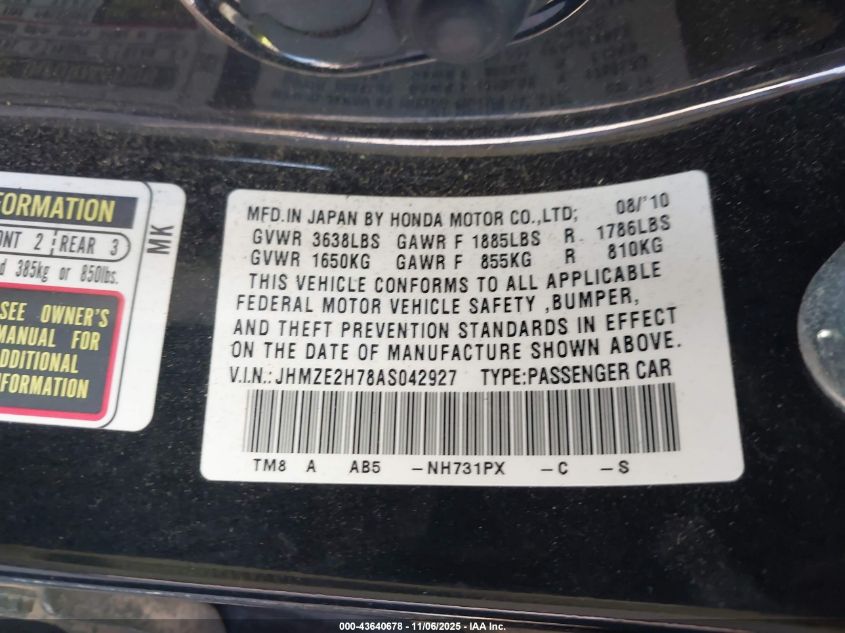 FORMATION
NT 2 REAR 3
d 385kg or 850lbs.
SEE OWNER'S
MANUAL FOR
ADDITIONAL
INFORMATION
MK
MFD.IN JAPAN BY HONDA MOTOR CO.,LTD; 08/'10
GVWR 3638LBS GAWR F 1885LBS R 1786LBS
GVWR 1650KG GAWR F 855KG R 810KG
THIS VEHICLE CONFORMS TO ALL APPLICABLE
FEDERAL MOTOR VEHICLE SAFETY ,BUMPER,
AND THEFT PREVENTION STANDARDS IN EFFECT
ON THE DATE OF MANUFACTURE SHOWN ABOVE.
V.I.N.:JHMZE2H78AS042927 TYPE:PASSENGER CAR
TM8 A AB5 -NH731PX -C -S
000-43640678 - 11/06/2025 - IAA Inc.